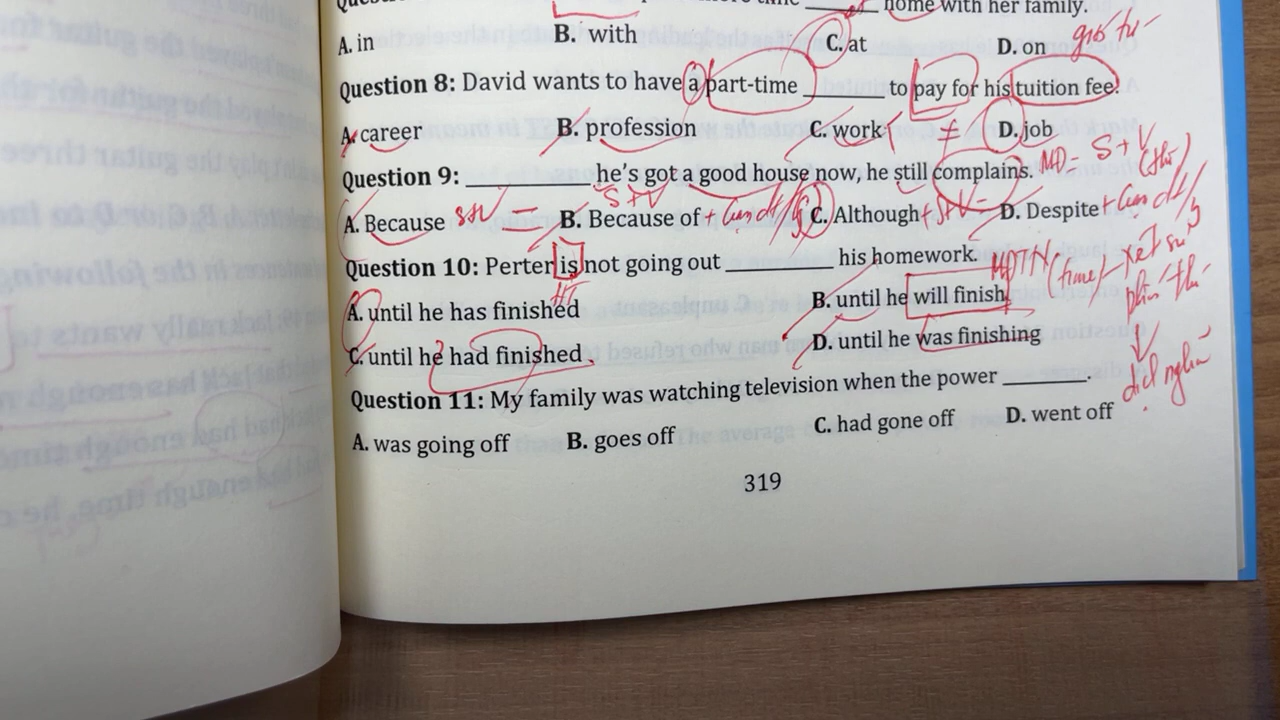 home with her family.
A. in B. with C. at D. on giới từ
Question 8: David wants to have a part-time ________ to pay for his tuition fee.
A. career B. profession C. work ≠ D. job
Question 9: ____________ he's got a good house now, he still complains.
S+V
A. Because S+V B. Because of + C. Although + D. Despite +
Question 10: Perter is not going out __________ his homework.
HT
A. until he has finished B. until he will finish
C. until he had finished D. until he was finishing
Question 11: My family was watching television when the power ________.
A. was going off B. goes off C. had gone off D. went off
319